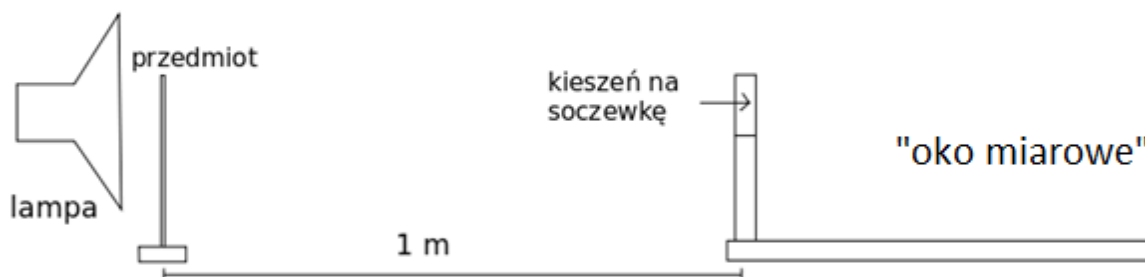 przedmiot
kieszeń na
soczewkę
"oko miarowe"
lampa
1 m